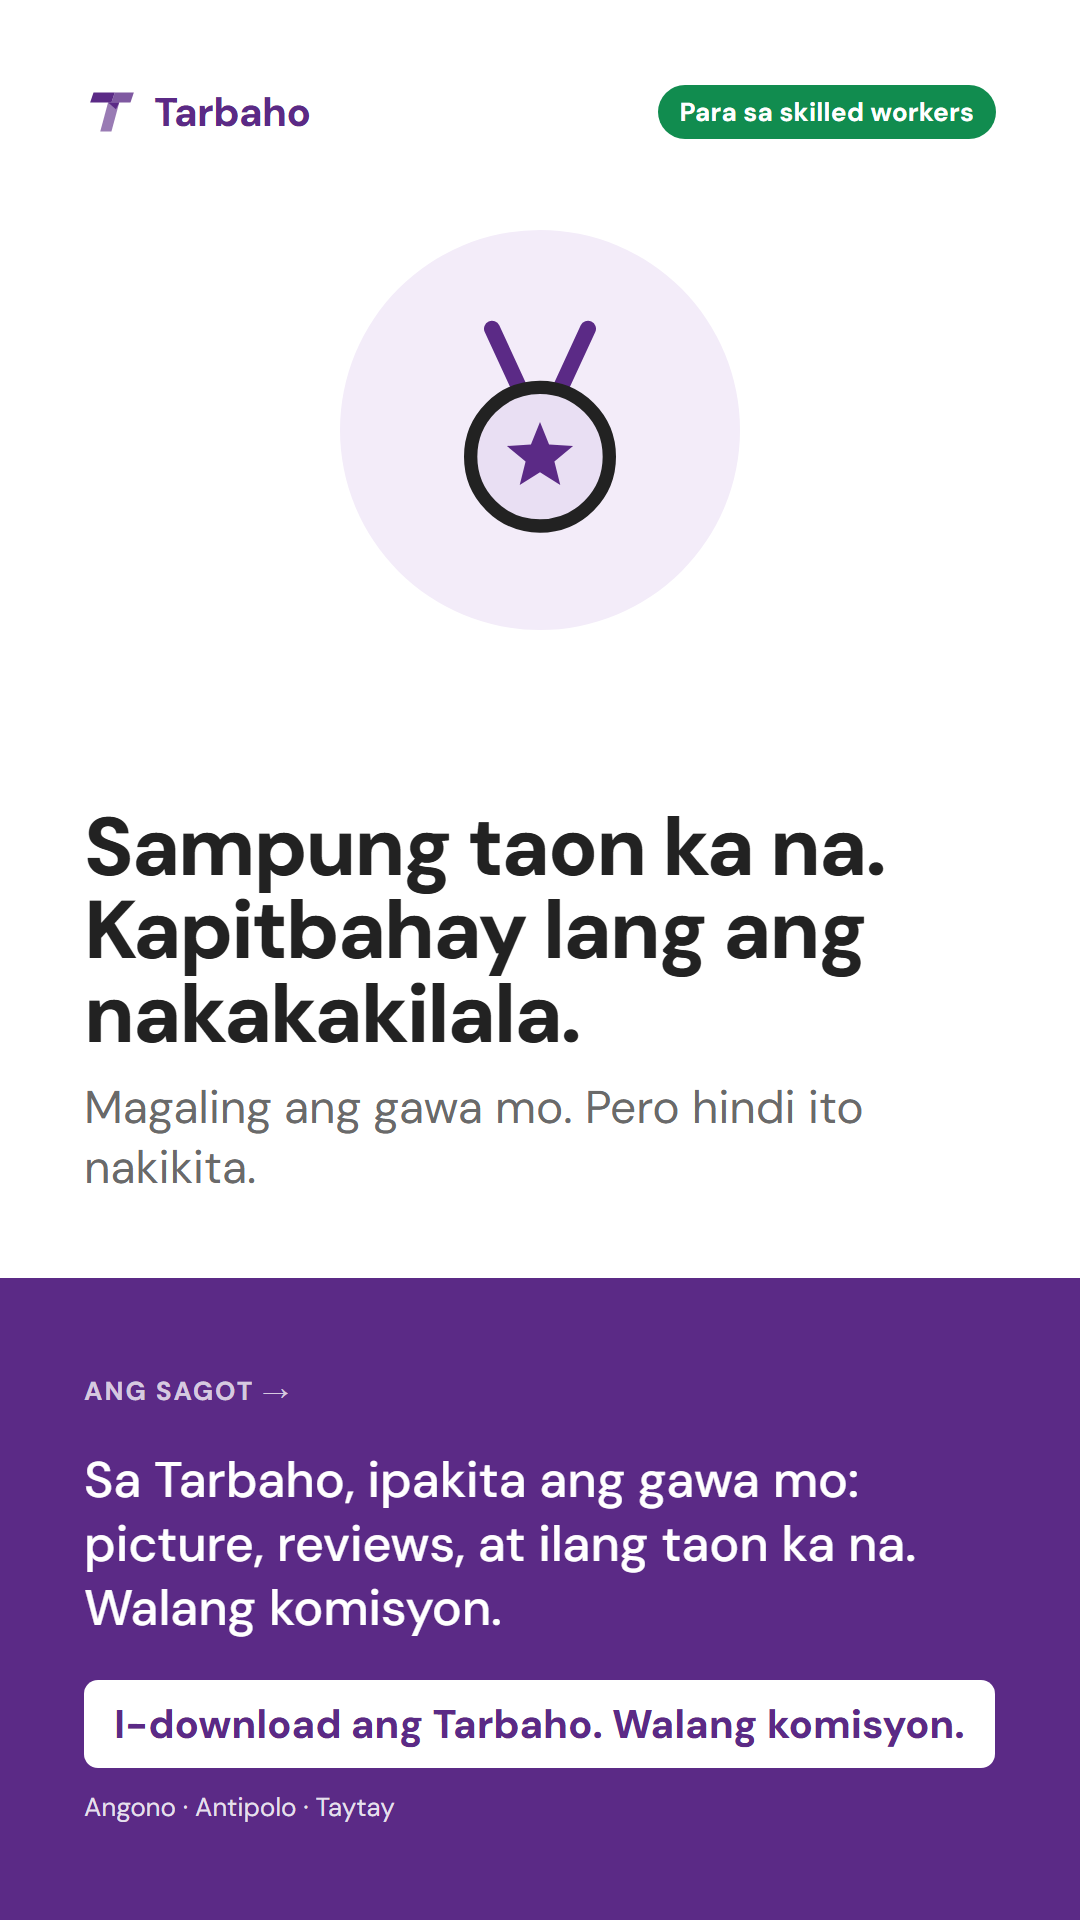 Tarbaho
Para sa skilled workers
Sampung taon ka na.
Kapitbahay lang ang
nakakakilala.
Magaling ang gawa mo. Pero hindi ito
nakikita.
ANG SAGOT →
Sa Tarbaho, ipakita ang gawa mo:
picture, reviews, at ilang taon ka na.
Walang komisyon.
I-download ang Tarbaho. Walang komisyon.
Angono · Antipolo · Taytay